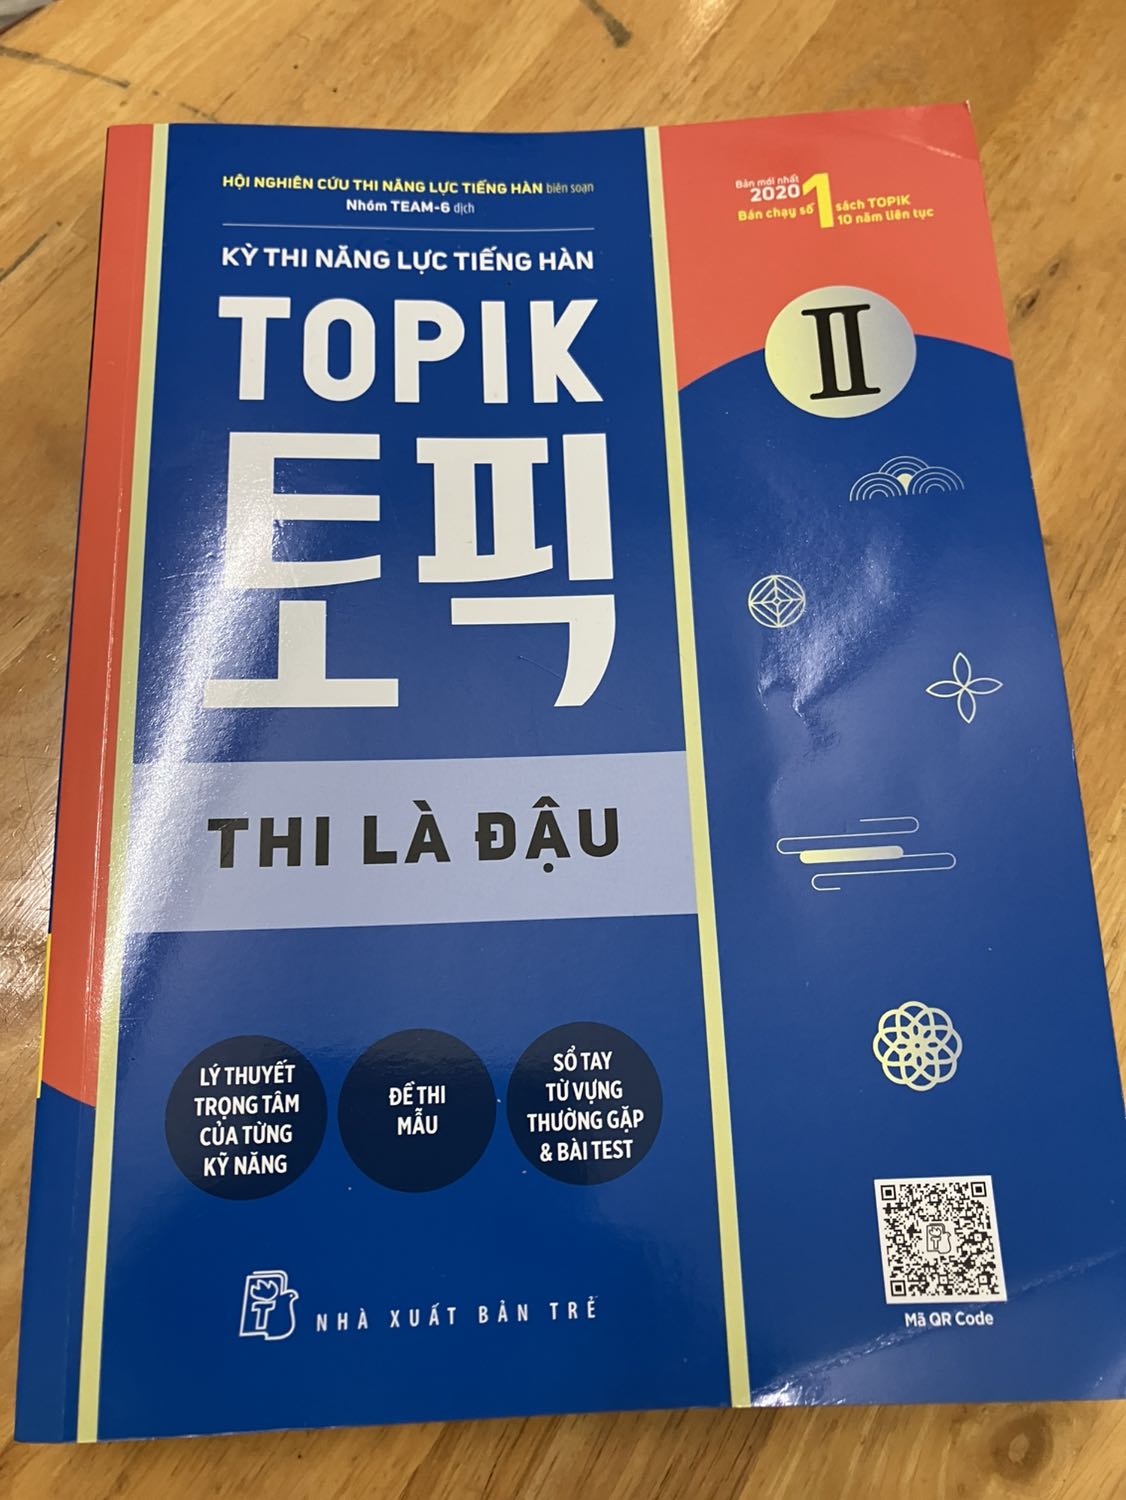 HỘI NGHIÊN CỨU THI NĂNG LỰC TIẾNG HÀN biên soạn
Nhóm TEAM-6 dịch
KỲ THI NĂNG LỰC TIẾNG HÀN
TOPIK
토픽
THI LÀ ĐẬU
Bản mới nhất
2020
Bán chạy số 1 sách TOPIK
10 năm liên tục
II
LÝ THUYẾT
TRỌNG TÂM
CỦA TỪNG
KỸ NĂNG
ĐỀ THI
MẪU
SỔ TAY
TỪ VỰNG
THƯỜNG GẶP
& BÀI TEST
NHÀ XUẤT BẢN TRẺ
Mã QR Code